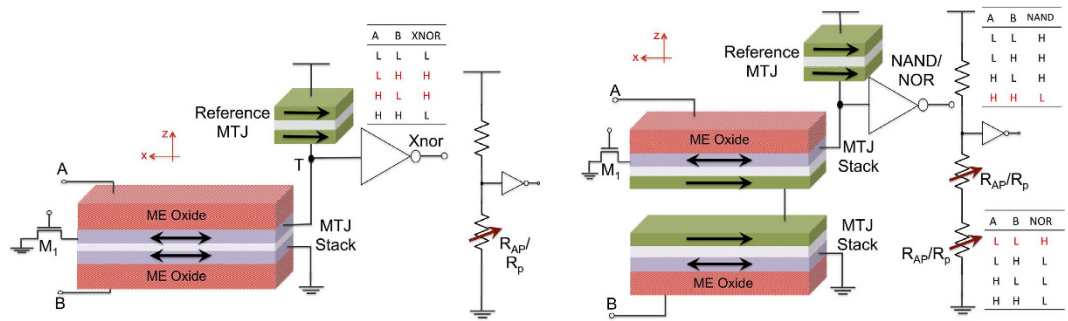 A B XNOR
L L L
L H H
H L H
H H L
Reference
MTJ
z
x
T
Xnor
A
ME Oxide
M1
MTJ
Stack
ME Oxide
B
RAP/
Rp
A B NAND
L L H
L H H
H L H
H H L
z
x
Reference
MTJ
NAND/
NOR
A
ME Oxide
M1
MTJ
Stack
RAP/Rp
MTJ
Stack
ME Oxide
B
RAP/Rp
A B NOR
L L H
L H L
H L L
H H L